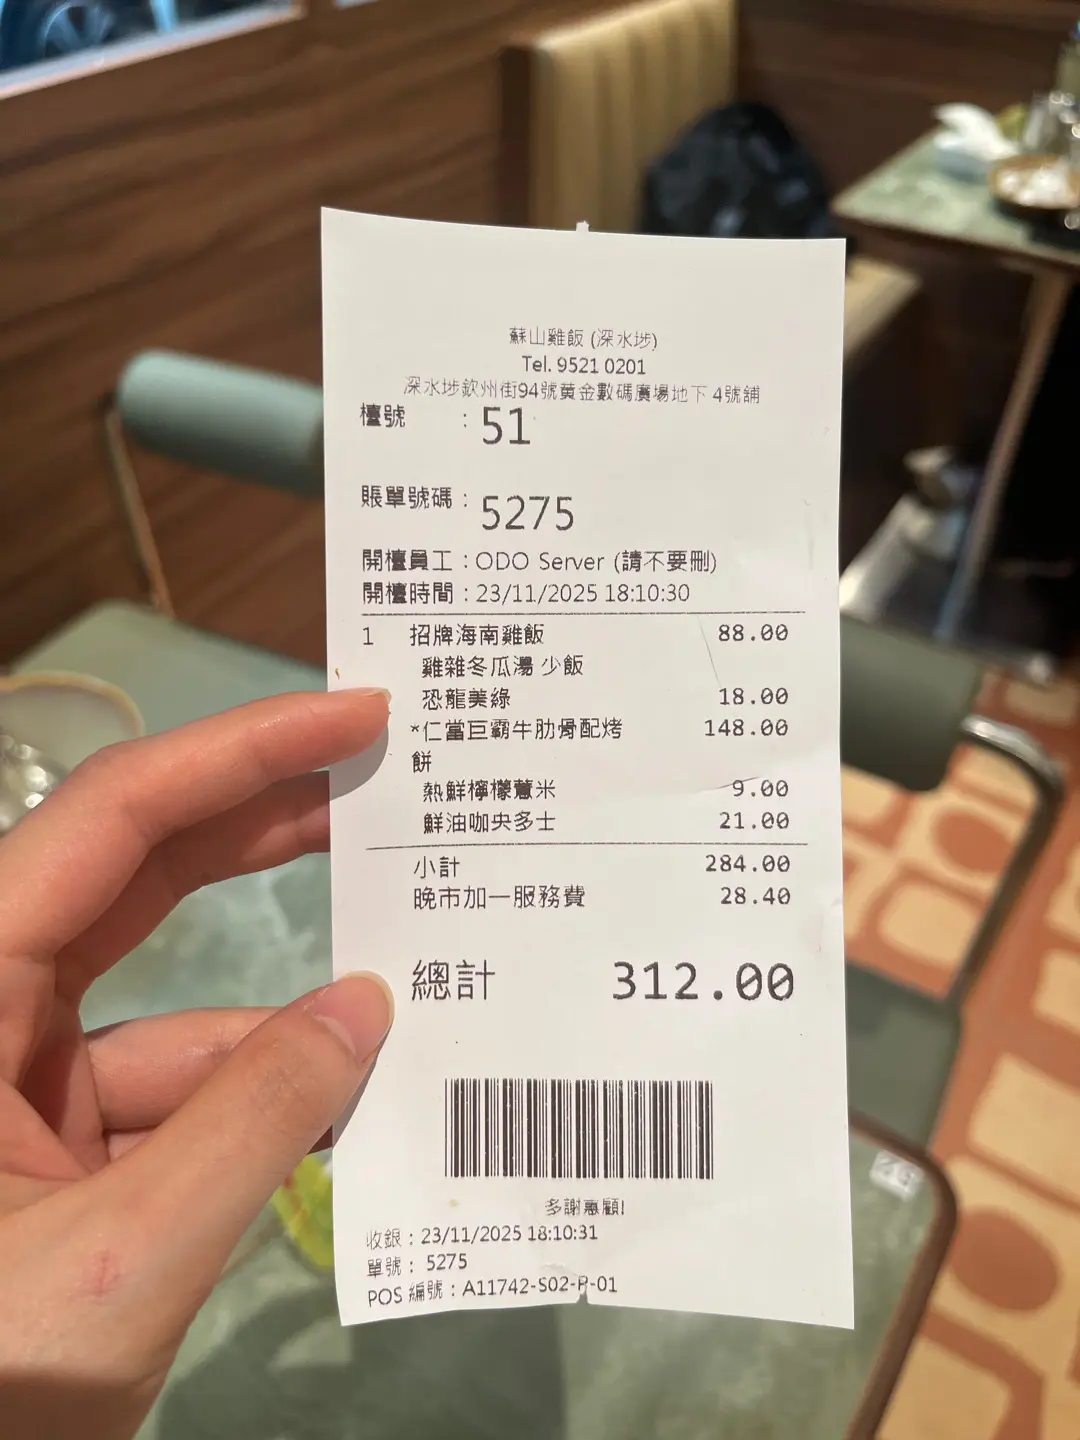 蘇山雞飯 (深水埗)
Tel. 9521 0201
深水埗欽州街94號黄金數碼廣場地下 4號舖
檯號 : 51
賬單號碼 : 5275
開檯員工 : ODO Server (請不要刪)
開檯時間 : 23/11/2025 18:10:30
1 招牌海南雞飯 88.00
雞雜冬瓜湯 少飯
恐龍美綠 18.00
*仁當巨霸牛肋骨配烤 148.00
餅
熱鮮檸檬薏米 9.00
鮮油咖央多士 21.00
小計 284.00
晚市加一服務費 28.40
總計 312.00
多謝惠顧!
收銀 : 23/11/2025 18:10:31
單號 : 5275
POS 編號 : A11742-S02-P-01